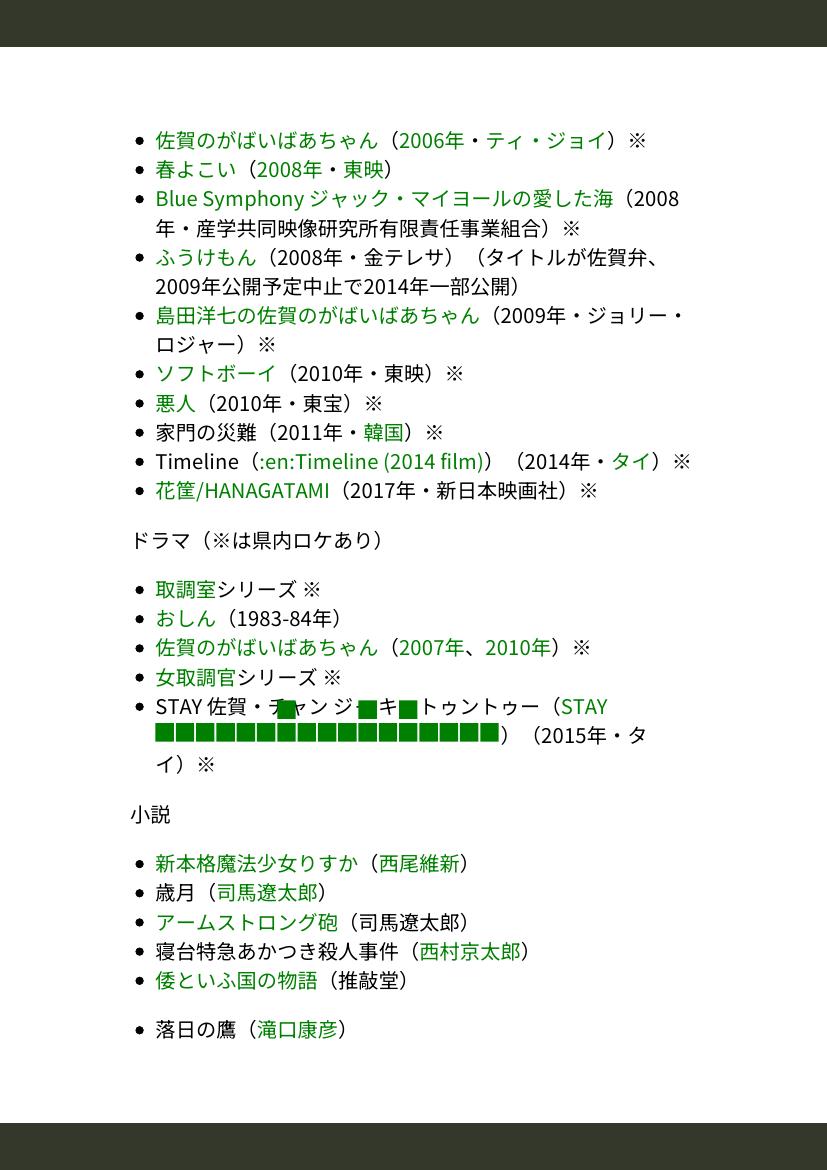 • 佐賀のがばいばあちゃん（2006年・ティ・ジョイ）※
• 春よこい（2008年・東映）
• Blue Symphony ジャック・マイヨールの愛した海（2008
年・産学共同映像研究所有限責任事業組合）※
• ふうけもん（2008年・金テレサ）（タイトルが佐賀弁、
2009年公開予定中止で2014年一部公開）
• 島田洋七の佐賀のがばいばあちゃん（2009年・ジョリー・
ロジャー）※
• ソフトボーイ（2010年・東映）※
• 悪人（2010年・東宝）※
• 家門の災難（2011年・韓国）※
• Timeline（:en:Timeline (2014 film)）（2014年・タイ）※
• 花筐/HANAGATAMI（2017年・新日本映画社）※
ドラマ（※は県内ロケあり）
• 取調室シリーズ ※
• おしん（1983-84年）
• 佐賀のがばいばあちゃん（2007年、2010年）※
• 女取調官シリーズ ※
• STAY 佐賀・チャン ジャキトゥントゥー（STAY
）（2015年・タ
イ）※
小説
• 新本格魔法少女りすか（西尾維新）
• 歳月（司馬遼太郎）
• アームストロング砲（司馬遼太郎）
• 寝台特急あかつき殺人事件（西村京太郎）
• 倭といふ国の物語（推敲堂）
• 落日の鷹（滝口康彦）